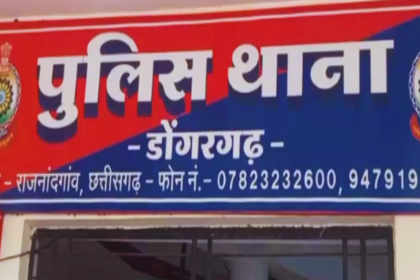 पुलिस थाना
- डोंगरगढ़ -
- राजनांदगांव, छत्तीसगढ़ - फोन नं.- 07823232600, 947919